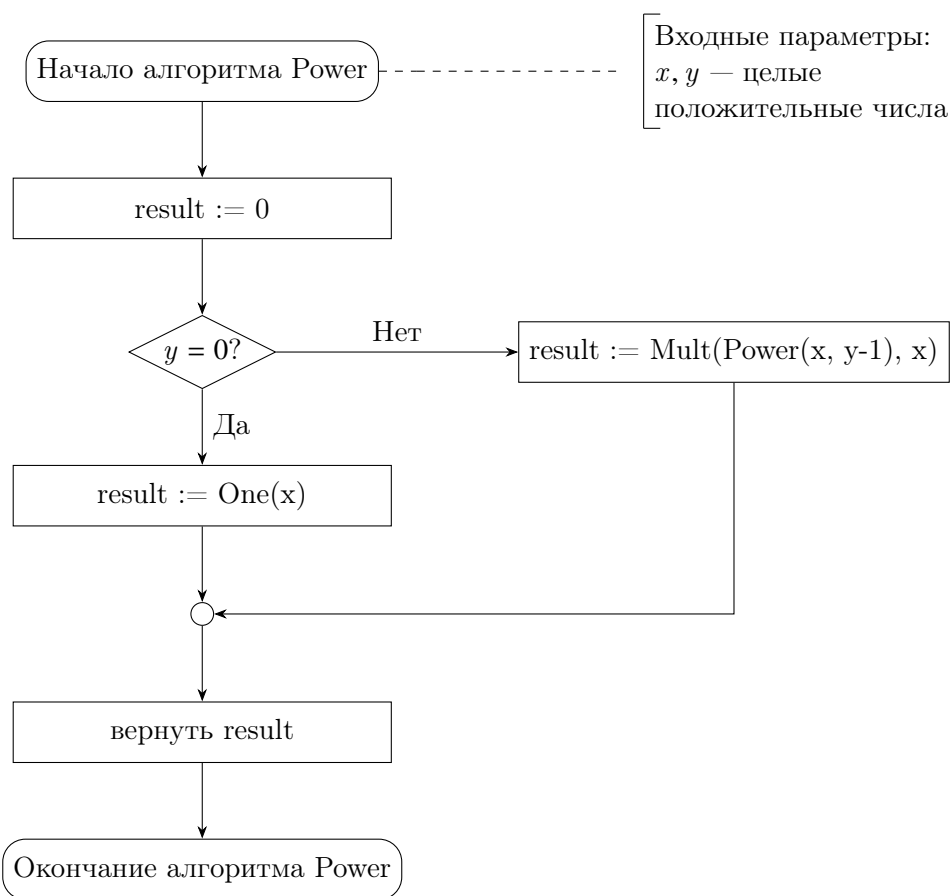 Начало алгоритма Power
Входные параметры:
x, y — целые
положительные числа
result := 0
y = 0?
Нет
result := Mult(Power(x, y-1), x)
Да
result := One(x)
вернуть result
Окончание алгоритма Power